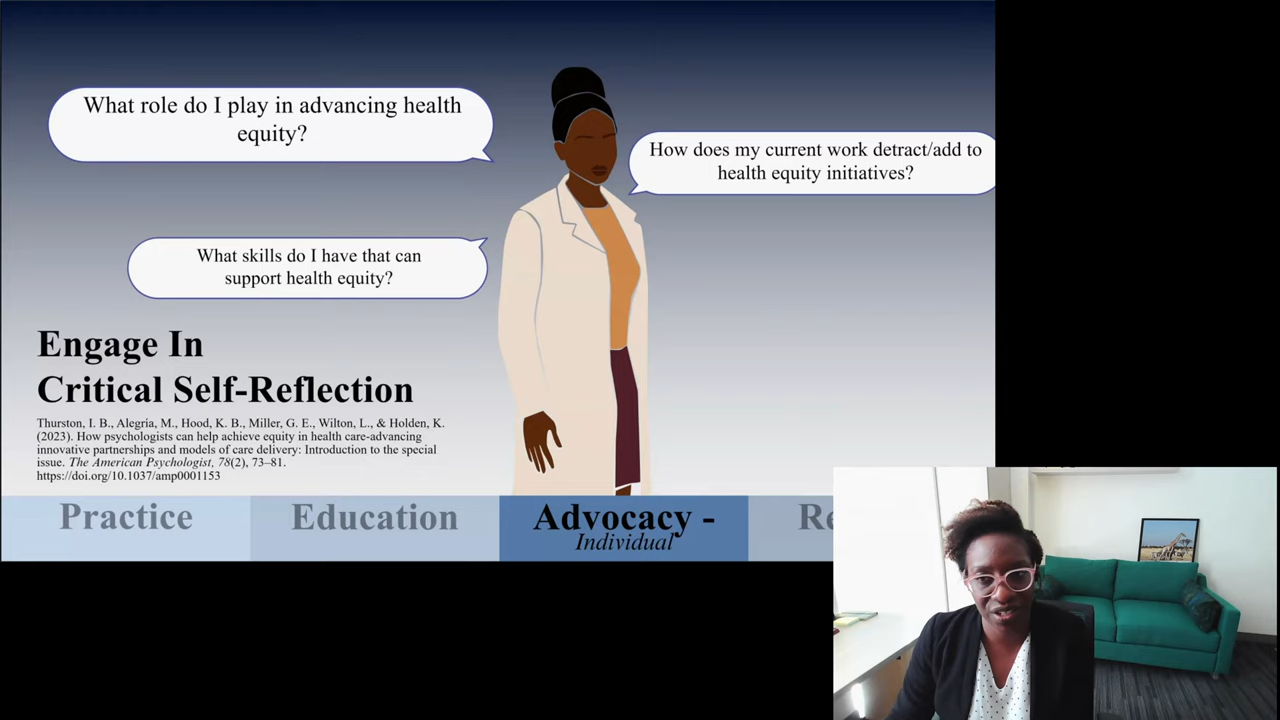 What role do I play in advancing health
equity?
How does my current work detract/add to
health equity initiatives?
What skills do I have that can
support health equity?
Engage In
Critical Self-Reflection
Thurston, I. B., Alegría, M., Hood, K. B., Miller, G. E., Wilton, L., & Holden, K.
(2023). How psychologists can help achieve equity in health care-advancing
innovative partnerships and models of care delivery: Introduction to the special
issue. The American Psychologist, 78(2), 73–81.
https://doi.org/10.1037/amp0001153
Practice
Education
Advocacy -
Individual